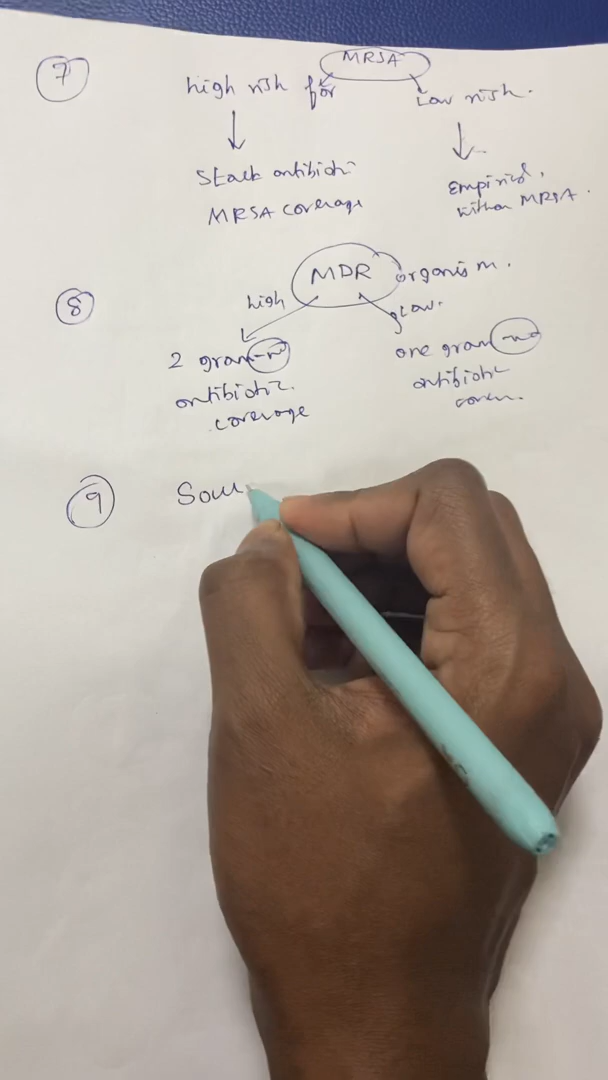 7
MRSA
high risk for
Low risk.
Start antibiotic
MRSA coverage
Empirical,
MRSA.
8
MDR organism.
high
low.
2 gram -ve
antibiotic.
coverage
one gram -ve
antibiotic
cover.
9
Sou